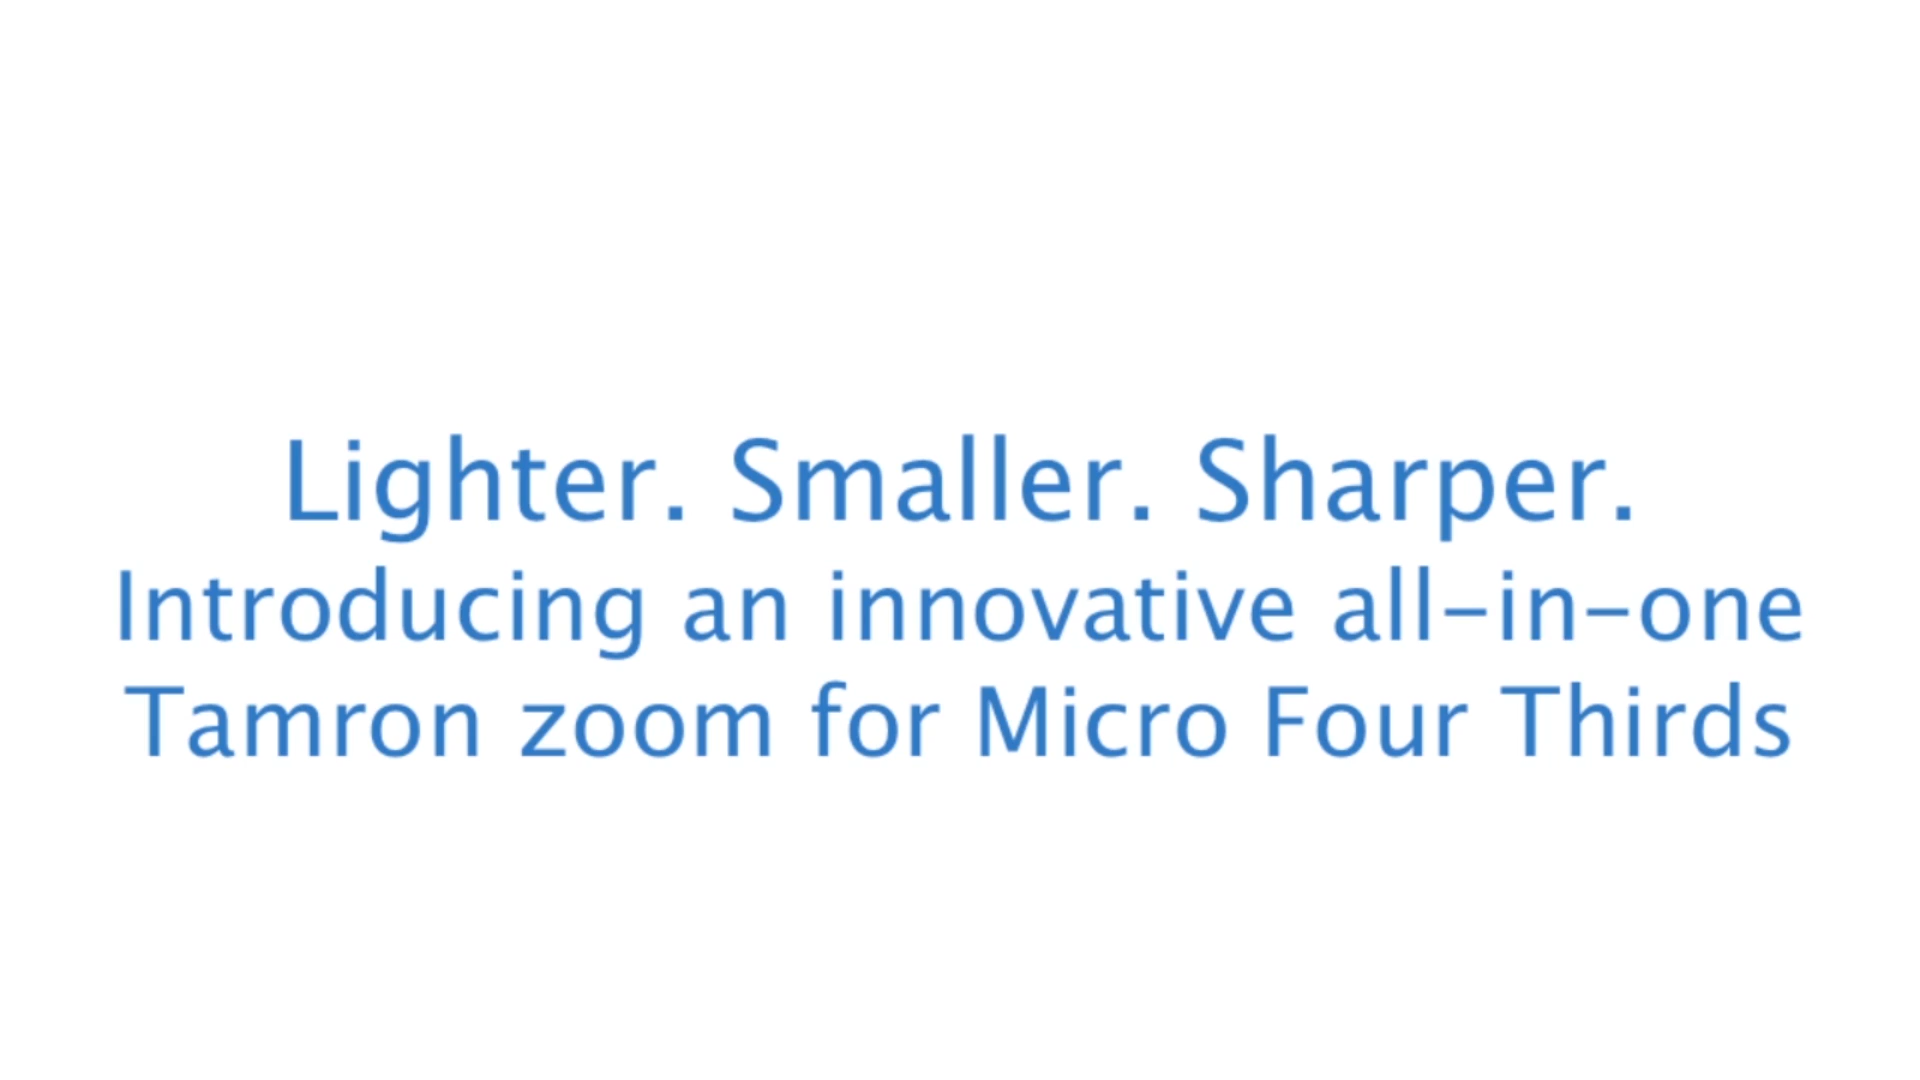 Lighter. Smaller. Sharper.
Introducing an innovative all-in-one
Tamron zoom for Micro Four Thirds